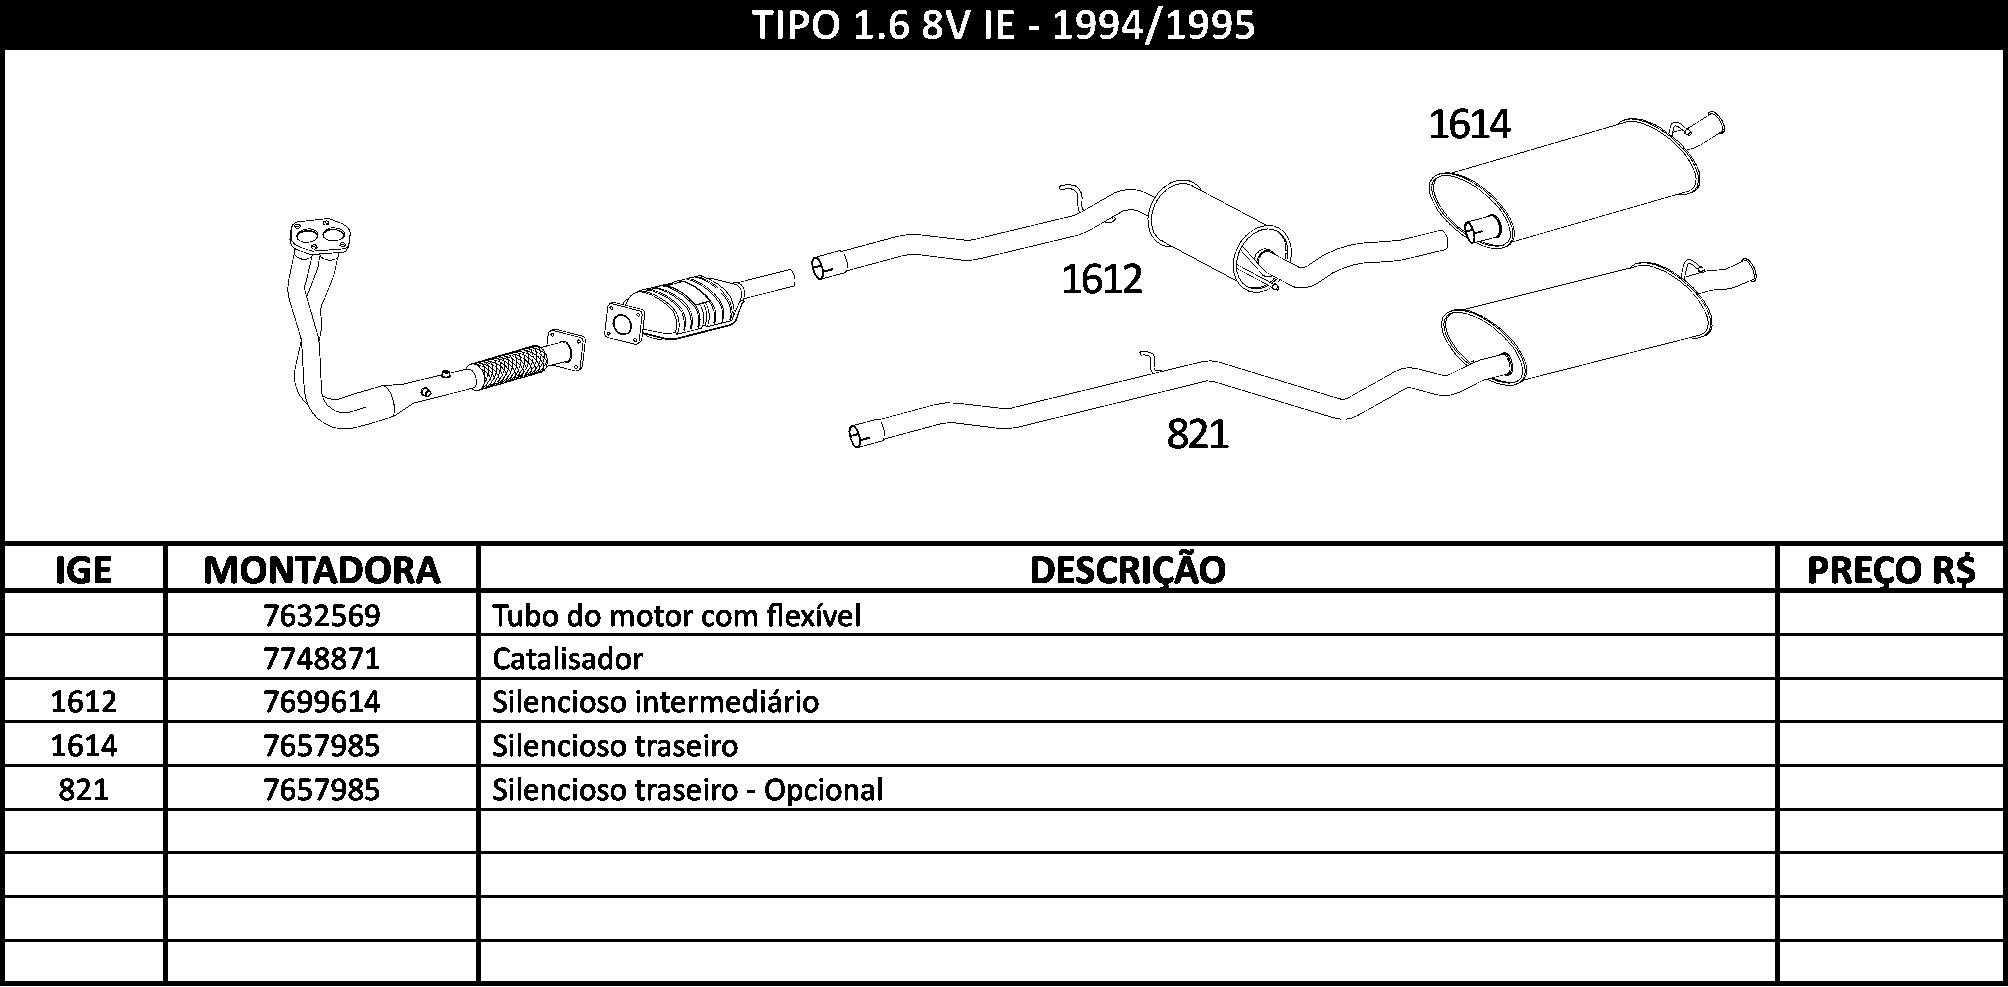 TIPO 1.6 8V IE - 1994/1995
1614
1612
821
IGE MONTADORA DESCRIÇÃO PREÇO R$
7632569 Tubo do motor com flexível
7748871 Catalisador
1612 7699614 Silencioso intermediário
1614 7657985 Silencioso traseiro
821 7657985 Silencioso traseiro - Opcional